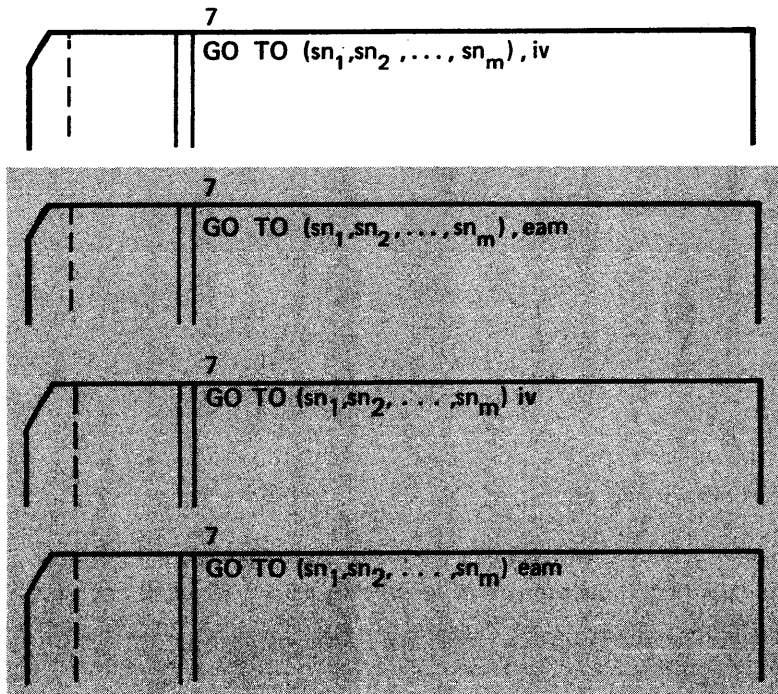 7
GO TO (sn₁,sn₂,...,snₘ),iv
7
GO TO (sn₁,sn₂,...,snₘ),eam
7
GO TO (sn₁,sn₂,...,snₘ) iv
7
GO TO (sn₁,sn₂,...,snₘ) eam